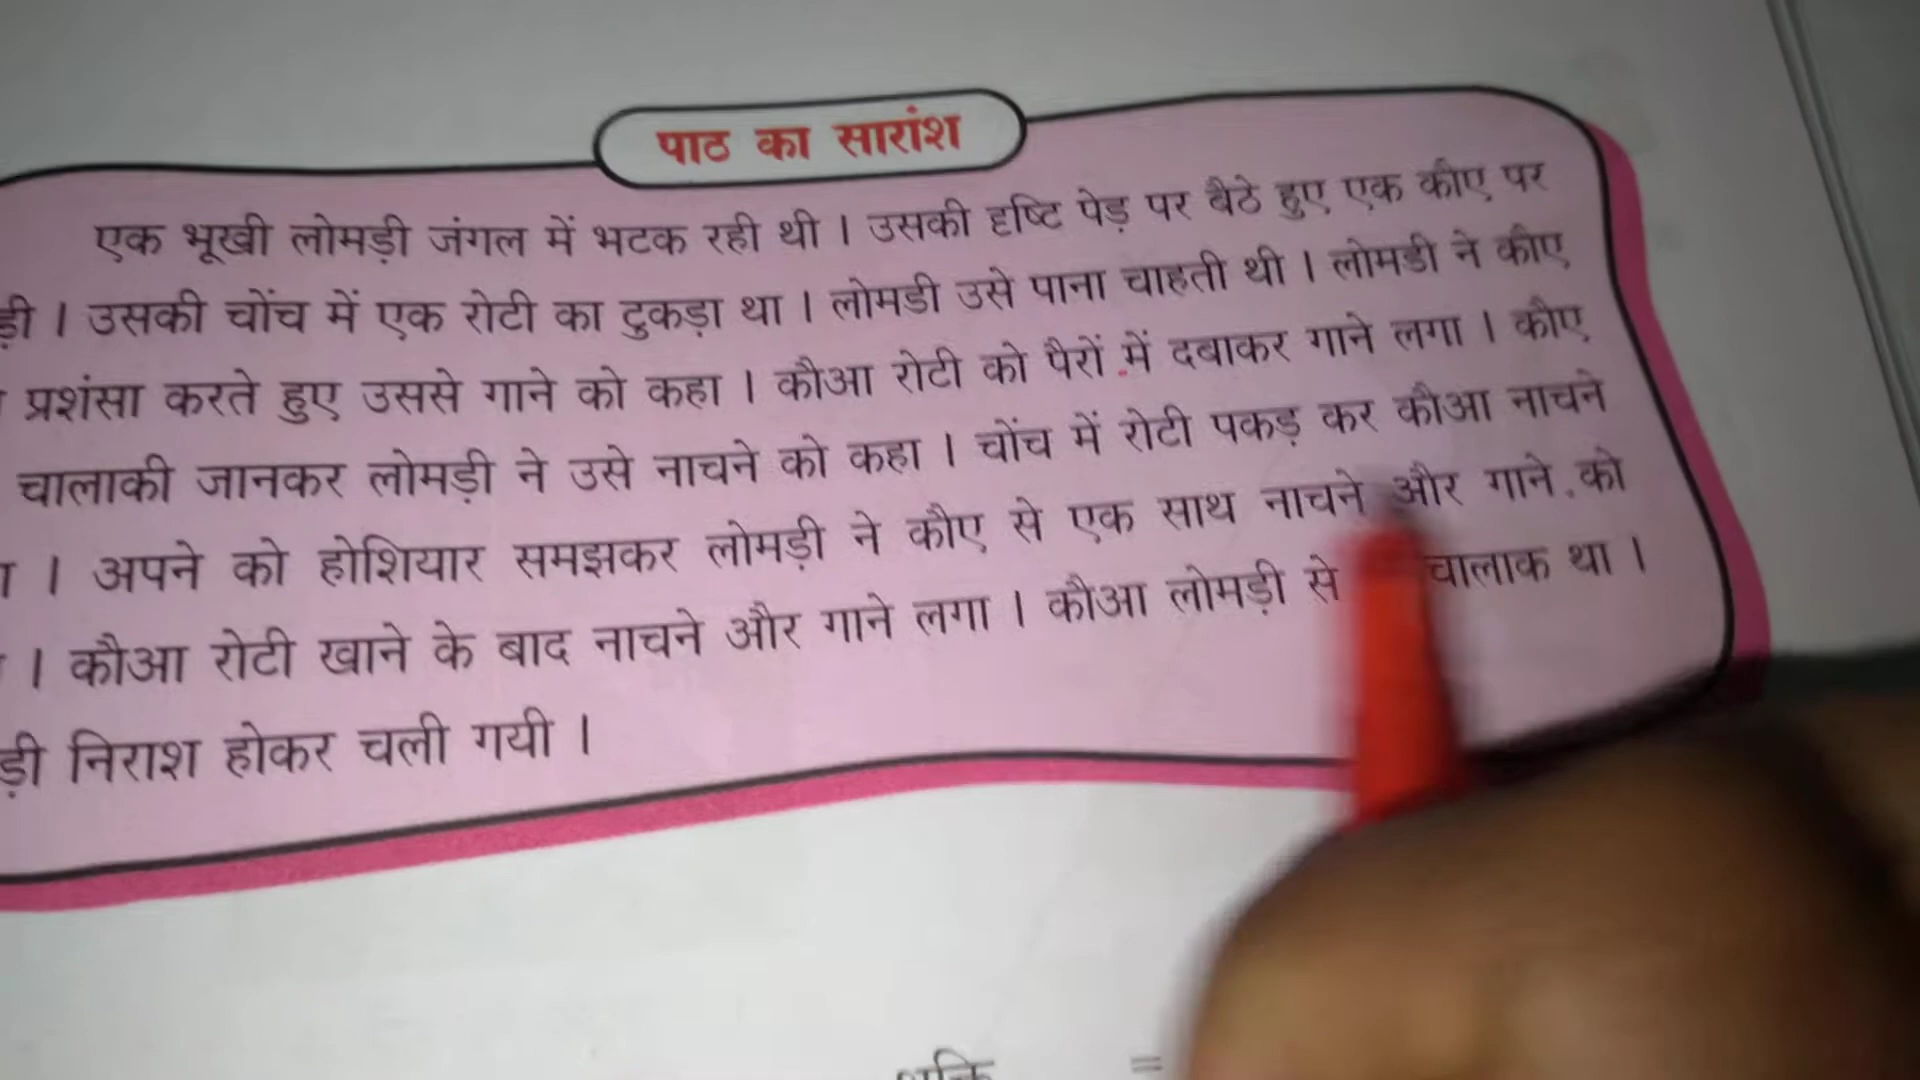 पाठ का सारांश
एक भूखी लोमड़ी जंगल में भटक रही थी । उसकी दृष्टि पेड़ पर बैठे हुए एक कौए पर
ड़ी । उसकी चोंच में एक रोटी का टुकड़ा था । लोमडी उसे पाना चाहती थी । लोमडी ने कौए
प्रशंसा करते हुए उससे गाने को कहा । कौआ रोटी को पैरों में दबाकर गाने लगा । कौए
चालाकी जानकर लोमड़ी ने उसे नाचने को कहा । चोंच में रोटी पकड़ कर कौआ नाचने
। अपने को होशियार समझकर लोमड़ी ने कौए से एक साथ नाचने और गाने को
। कौआ रोटी खाने के बाद नाचने और गाने लगा । कौआ लोमड़ी से चालाक था ।
ड़ी निराश होकर चली गयी ।
=